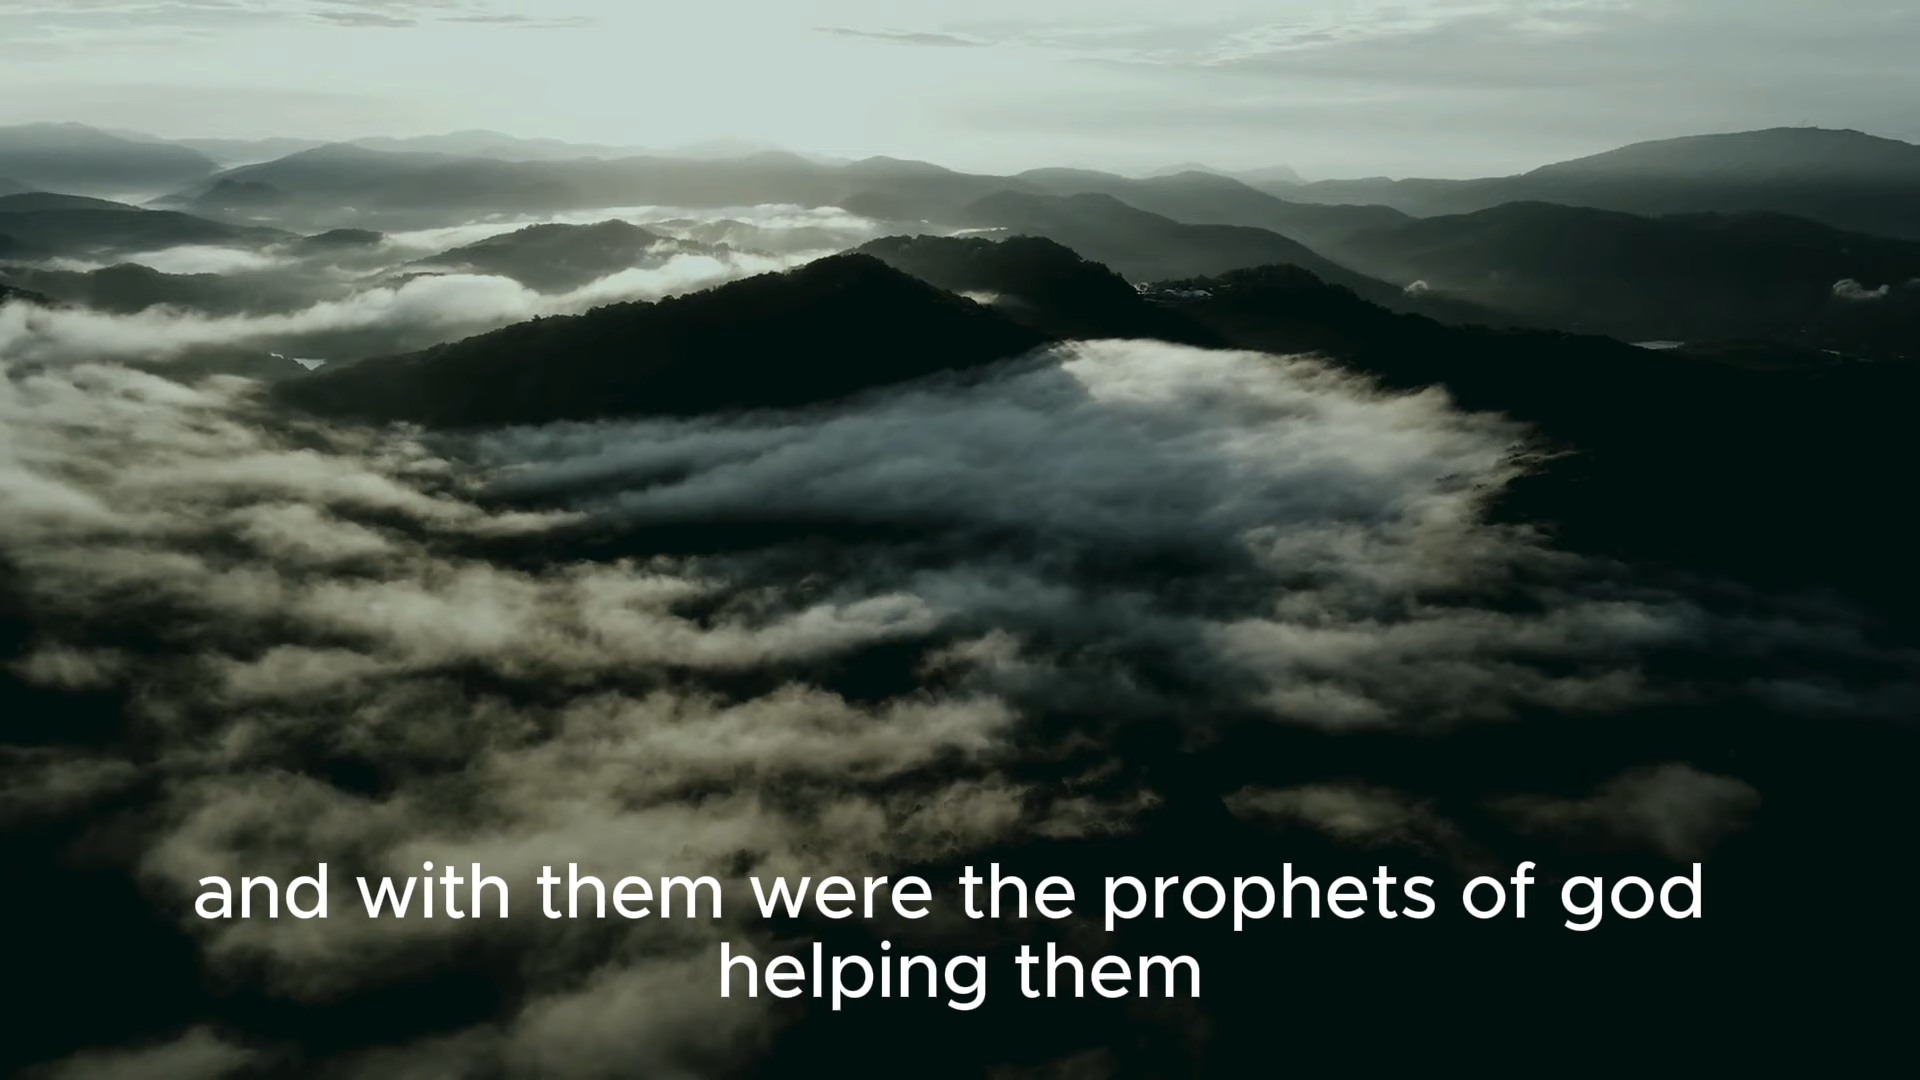 and with them were the prophets of god
helping them